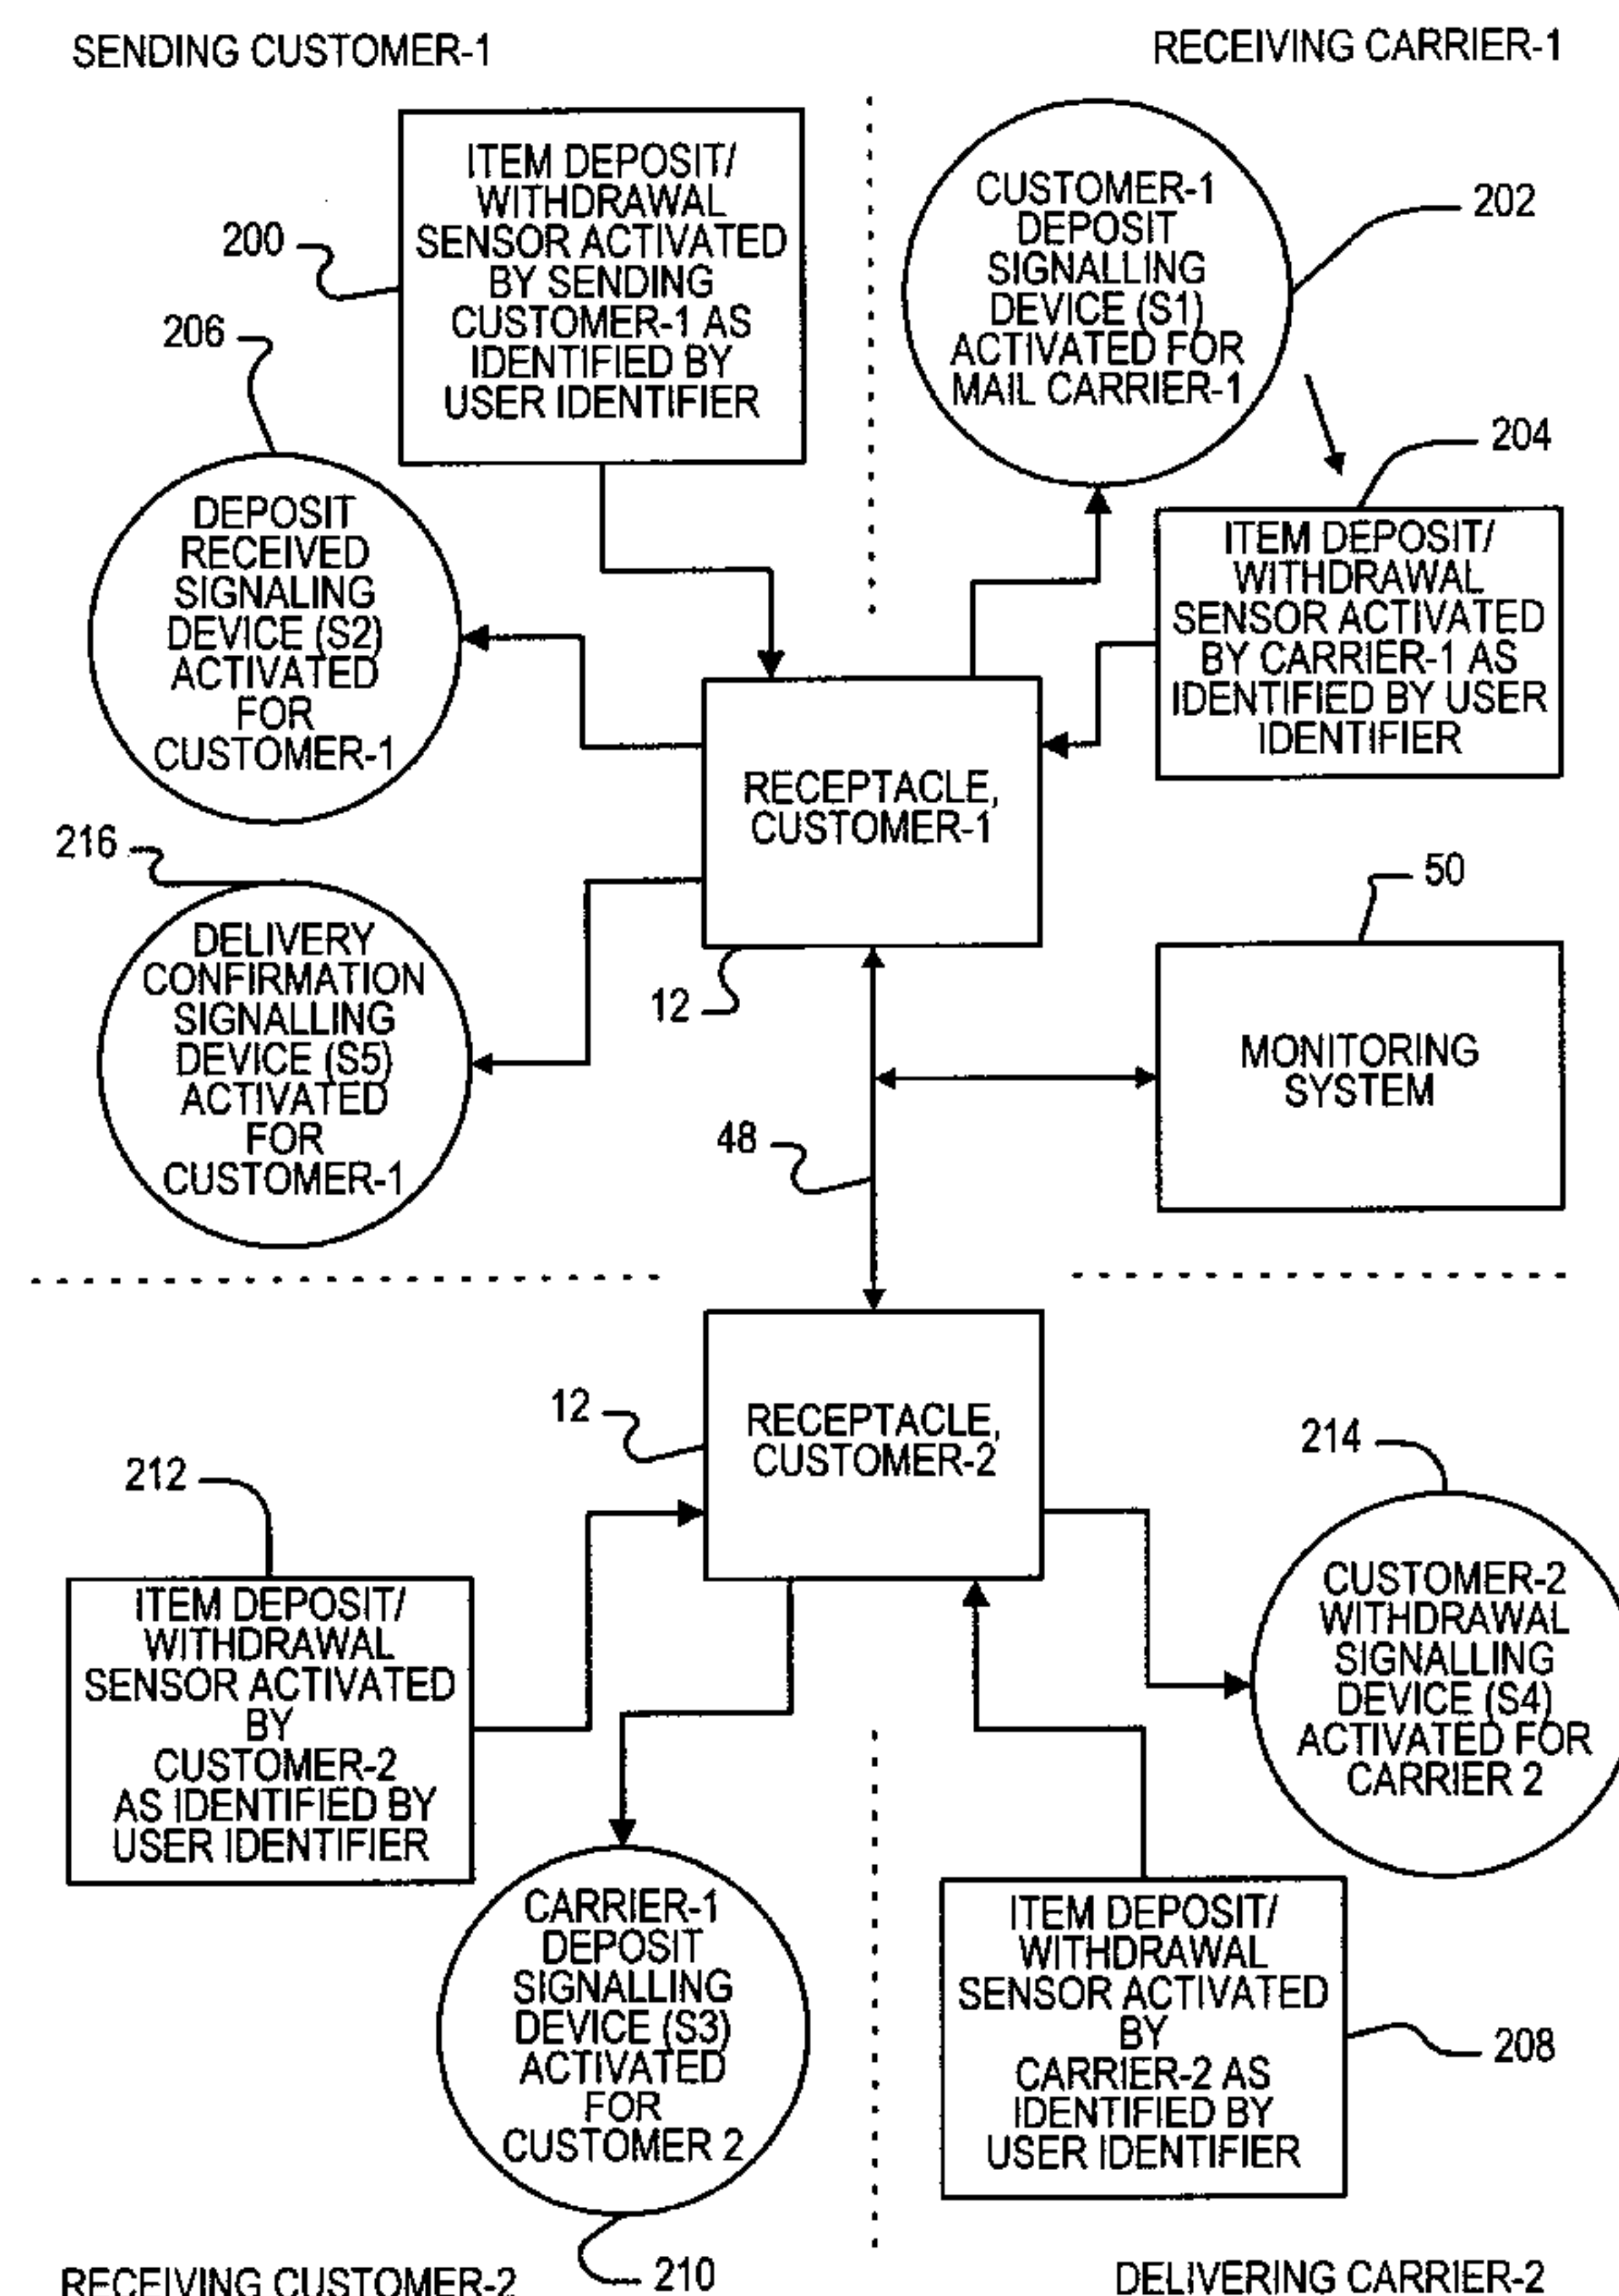 SENDING CUSTOMER-1
RECEIVING CARRIER-1
ITEM DEPOSIT/
WITHDRAWAL
SENSOR ACTIVATED
BY SENDING
CUSTOMER-1 AS
IDENTIFIED BY
USER IDENTIFIER
200
CUSTOMER-1
DEPOSIT
SIGNALLING
DEVICE (S1)
ACTIVATED FOR
MAIL CARRIER-1
202
206
DEPOSIT
RECEIVED
SIGNALING
DEVICE (S2)
ACTIVATED
FOR
CUSTOMER-1
204
ITEM DEPOSIT/
WITHDRAWAL
SENSOR ACTIVATED
BY CARRIER-1 AS
IDENTIFIED BY USER
IDENTIFIER
RECEPTACLE,
CUSTOMER-1
12
216
DELIVERY
CONFIRMATION
SIGNALLING
DEVICE (S5)
ACTIVATED
FOR
CUSTOMER-1
50
MONITORING
SYSTEM
48
12
RECEPTACLE,
CUSTOMER-2
212
ITEM DEPOSIT/
WITHDRAWAL
SENSOR ACTIVATED
BY
CUSTOMER-2
AS IDENTIFIED BY
USER IDENTIFIER
214
CUSTOMER-2
WITHDRAWAL
SIGNALLING
DEVICE (S4)
ACTIVATED FOR
CARRIER 2
CARRIER-1
DEPOSIT
SIGNALLING
DEVICE (S3)
ACTIVATED
FOR
CUSTOMER 2
210
ITEM DEPOSIT/
WITHDRAWAL
SENSOR ACTIVATED
BY
CARRIER-2 AS
IDENTIFIED BY
USER IDENTIFIER
208
RECEIVING CUSTOMER-2
DELIVERING CARRIER-2